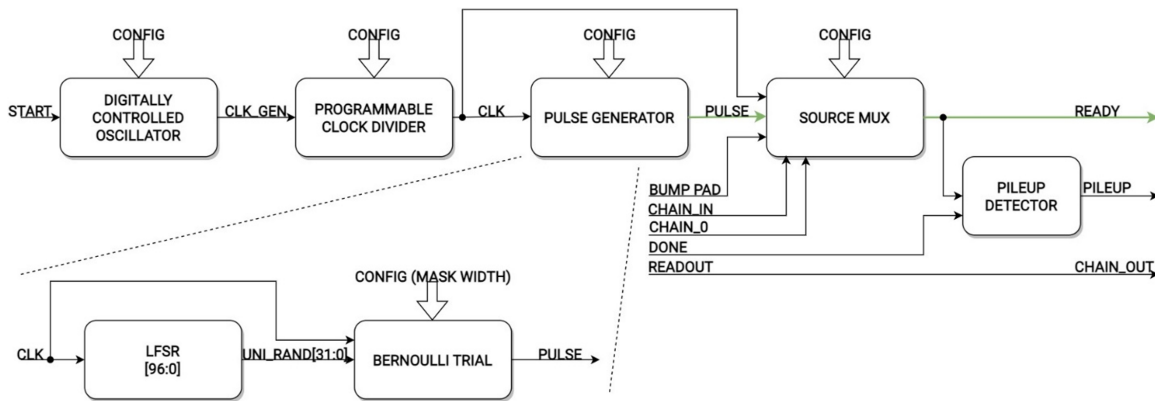 CONFIG
CONFIG
CONFIG
CONFIG
START
DIGITALLY
CONTROLLED
OSCILLATOR
CLK_GEN
PROGRAMMABLE
CLOCK DIVIDER
CLK
PULSE GENERATOR
PULSE
SOURCE MUX
READY
BUMP PAD
CHAIN_IN
CHAIN_0
DONE
READOUT
PILEUP
DETECTOR
PILEUP
CHAIN_OUT
CONFIG (MASK WIDTH)
CLK
LFSR
[96:0]
UNI_RAND[31:0]
BERNOULLI TRIAL
PULSE